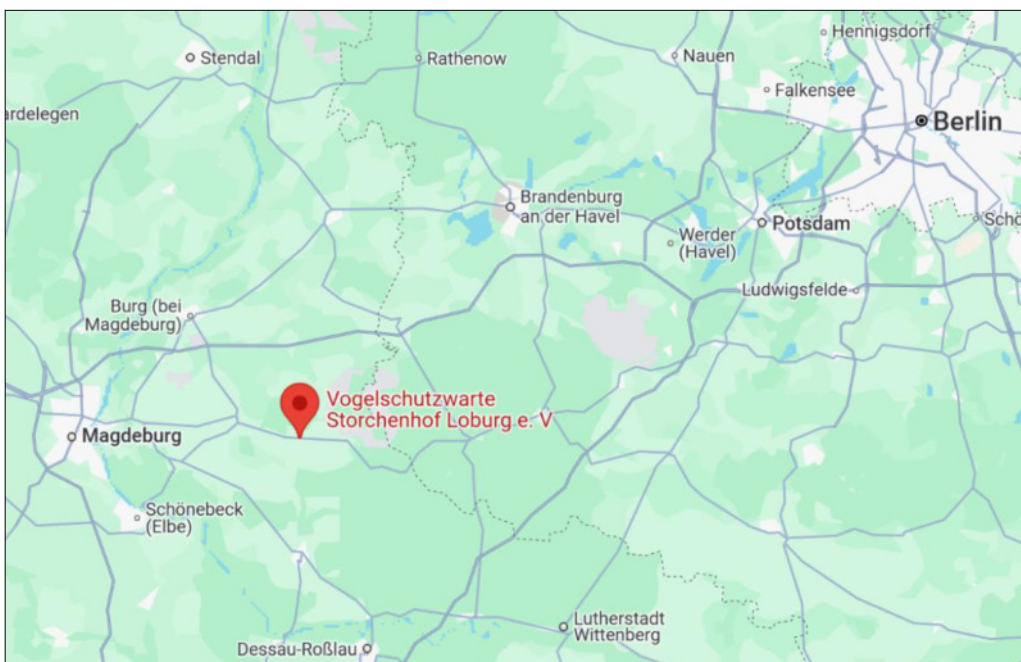 Hennigsdorf
Stendal
Rathenow
Nauen
Falkensee
ardelegen
Berlin
Brandenburg
an der Havel
Potsdam
Schö
Werder
(Havel)
Ludwigsfelde
Burg (bei
Magdeburg)
Vogelschutzwarte
Storchenhof Loburg e. V
Magdeburg
Schönebeck
(Elbe)
Lutherstadt
Wittenberg
Dessau-Roßlau